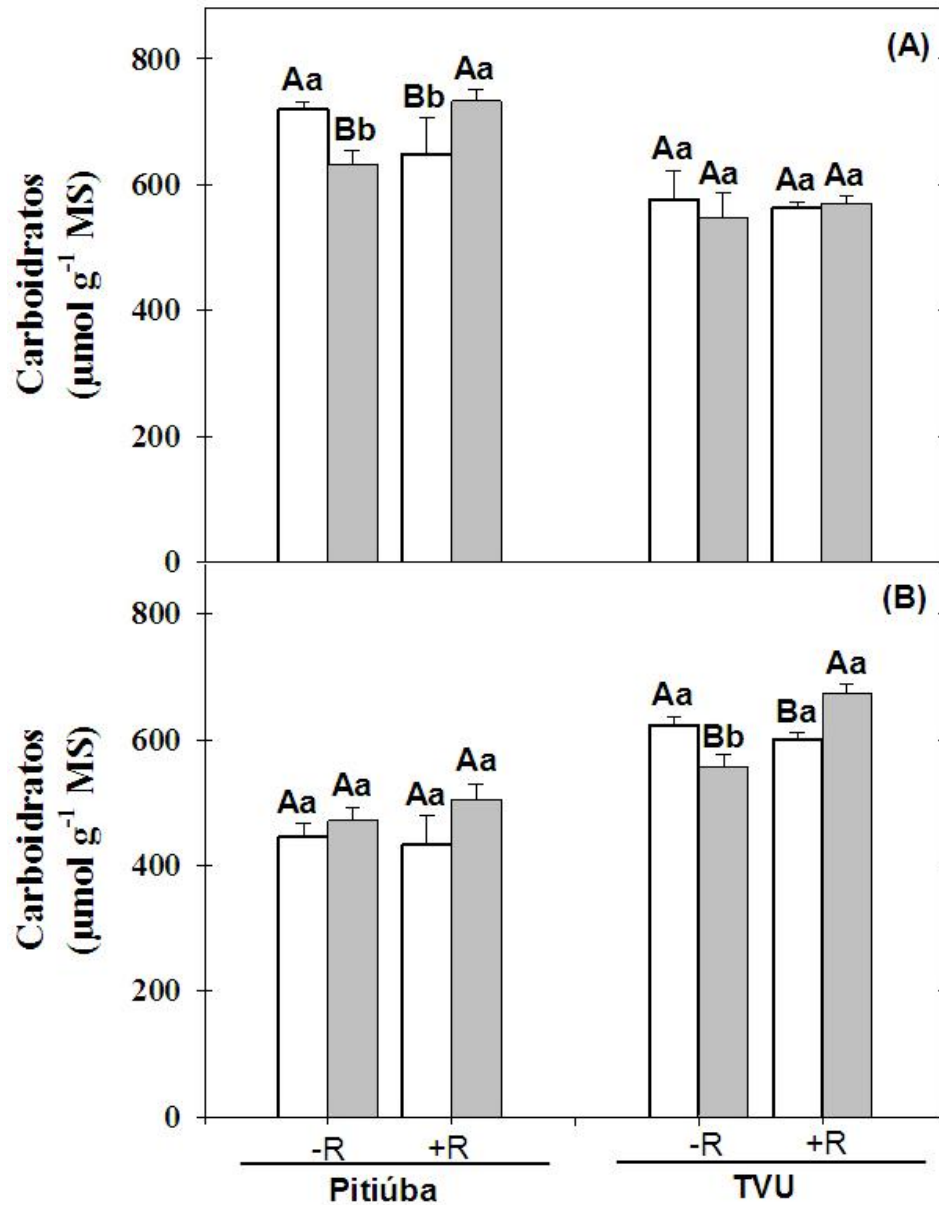 (A)
800
600
400
200
0
Carboidratos
(µmol g⁻¹ MS)
Aa
Bb
Bb
Aa
Aa
Aa
Aa
Aa
(B)
800
600
400
200
0
Carboidratos
(µmol g⁻¹ MS)
Aa
Aa
Aa
Aa
Aa
Bb
Ba
Aa
-R +R -R +R
Pitiúba TVU